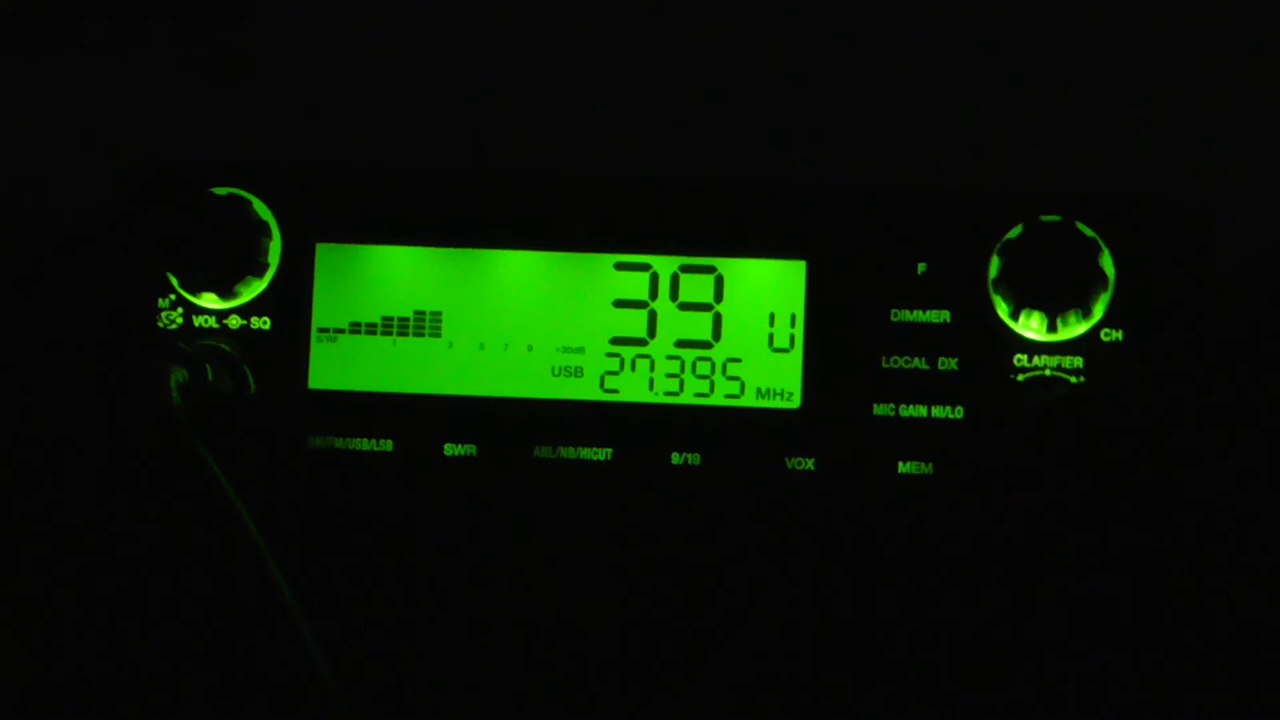 39 U
S/RF 1 3 5 7 9 +30dB
USB 27.395 MHz
M
VOL SQ
AM/FM/USB/LSB SWR ANL/NB/HICUT 9/19 VOX
F
DIMMER
LOCAL DX
MIC GAIN HI/LO
MEM
CH
CLARIFIER
- +